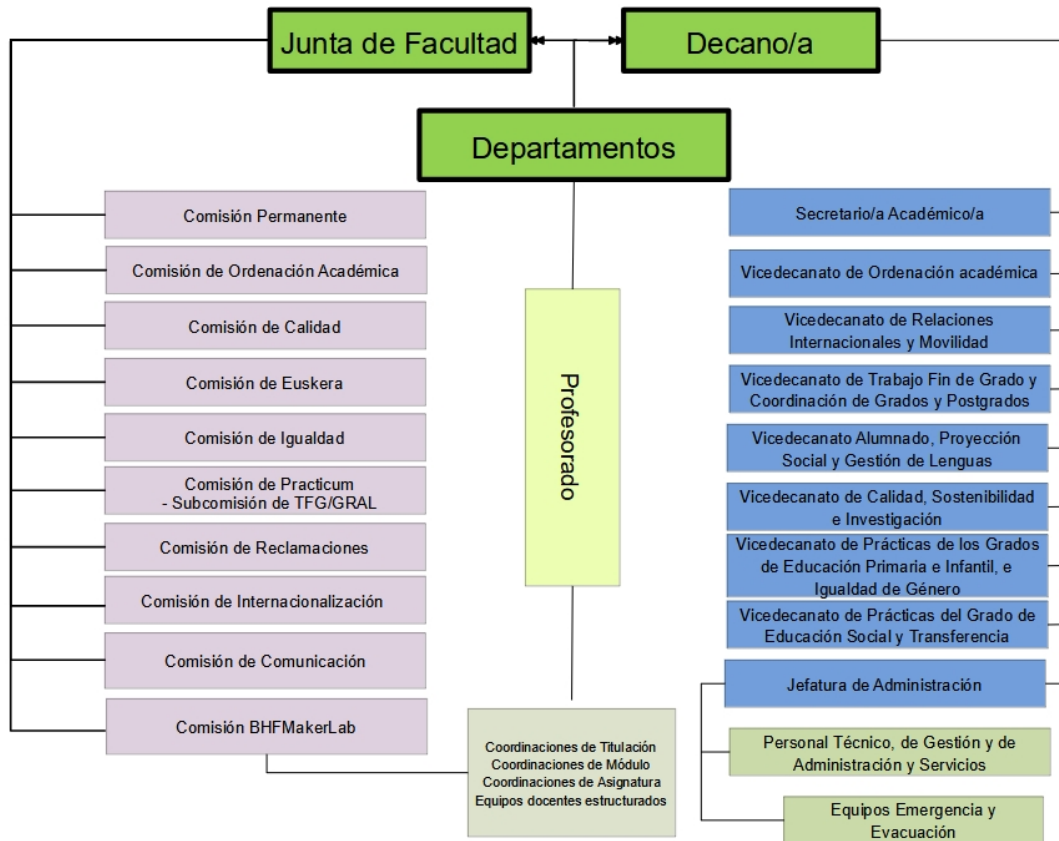 Junta de Facultad
Decano/a
Departamentos
Comisión Permanente
Comisión de Ordenación Académica
Comisión de Calidad
Comisión de Euskera
Comisión de Igualdad
Comisión de Practicum
- Subcomisión de TFG/GRAL
Comisión de Reclamaciones
Comisión de Internacionalización
Comisión de Comunicación
Comisión BHFMakerLab
Profesorado
Coordinaciones de Titulación
Coordinaciones de Módulo
Coordinaciones de Asignatura
Equipos docentes estructurados
Secretario/a Académico/a
Vicedecanato de Ordenación académica
Vicedecanato de Relaciones
Internacionales y Movilidad
Vicedecanato de Trabajo Fin de Grado y
Coordinación de Grados y Postgrados
Vicedecanato Alumnado, Proyección
Social y Gestión de Lenguas
Vicedecanato de Calidad, Sostenibilidad
e Investigación
Vicedecanato de Prácticas de los Grados
de Educación Primaria e Infantil, e
Igualdad de Género
Vicedecanato de Prácticas del Grado de
Educación Social y Transferencia
Jefatura de Administración
Personal Técnico, de Gestión y de
Administración y Servicios
Equipos Emergencia y
Evacuación